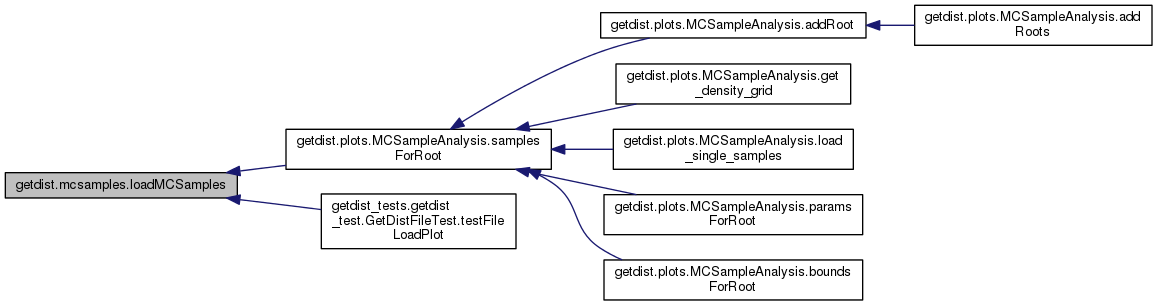 getdist.mcsamples.loadMCSamples
getdist.plots.MCSampleAnalysis.samples
ForRoot
getdist.plots.MCSampleAnalysis.addRoot
getdist.plots.MCSampleAnalysis.add
Roots
getdist.plots.MCSampleAnalysis.get
_density_grid
getdist.plots.MCSampleAnalysis.load
_single_samples
getdist.plots.MCSampleAnalysis.params
ForRoot
getdist.plots.MCSampleAnalysis.bounds
ForRoot
getdist_tests.getdist
_test.GetDistFileTest.testFile
LoadPlot